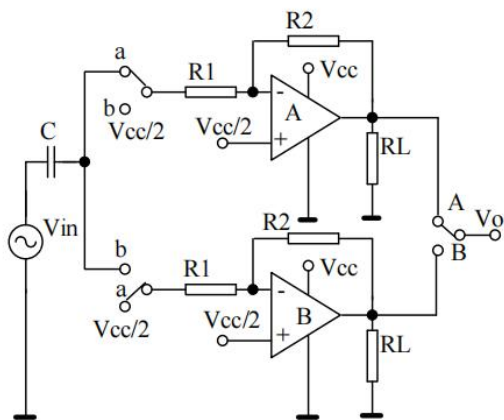 R2
a
R1
Vcc
-
A
b
Vcc/2
Vcc/2
+
C
RL
A
Vin
R2
Vo
B
b
R1
Vcc
a
-
Vcc/2
Vcc/2
B
+
RL